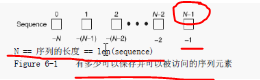 0 1 2 N-2 N-1
Sequence □ □ □ •• □ □
-N -(N-1) -(N-2) -2 -1
N == 序列的长度 == len(sequence)
Figure 6-1 有多少可以保存并可以被访问的序列元素